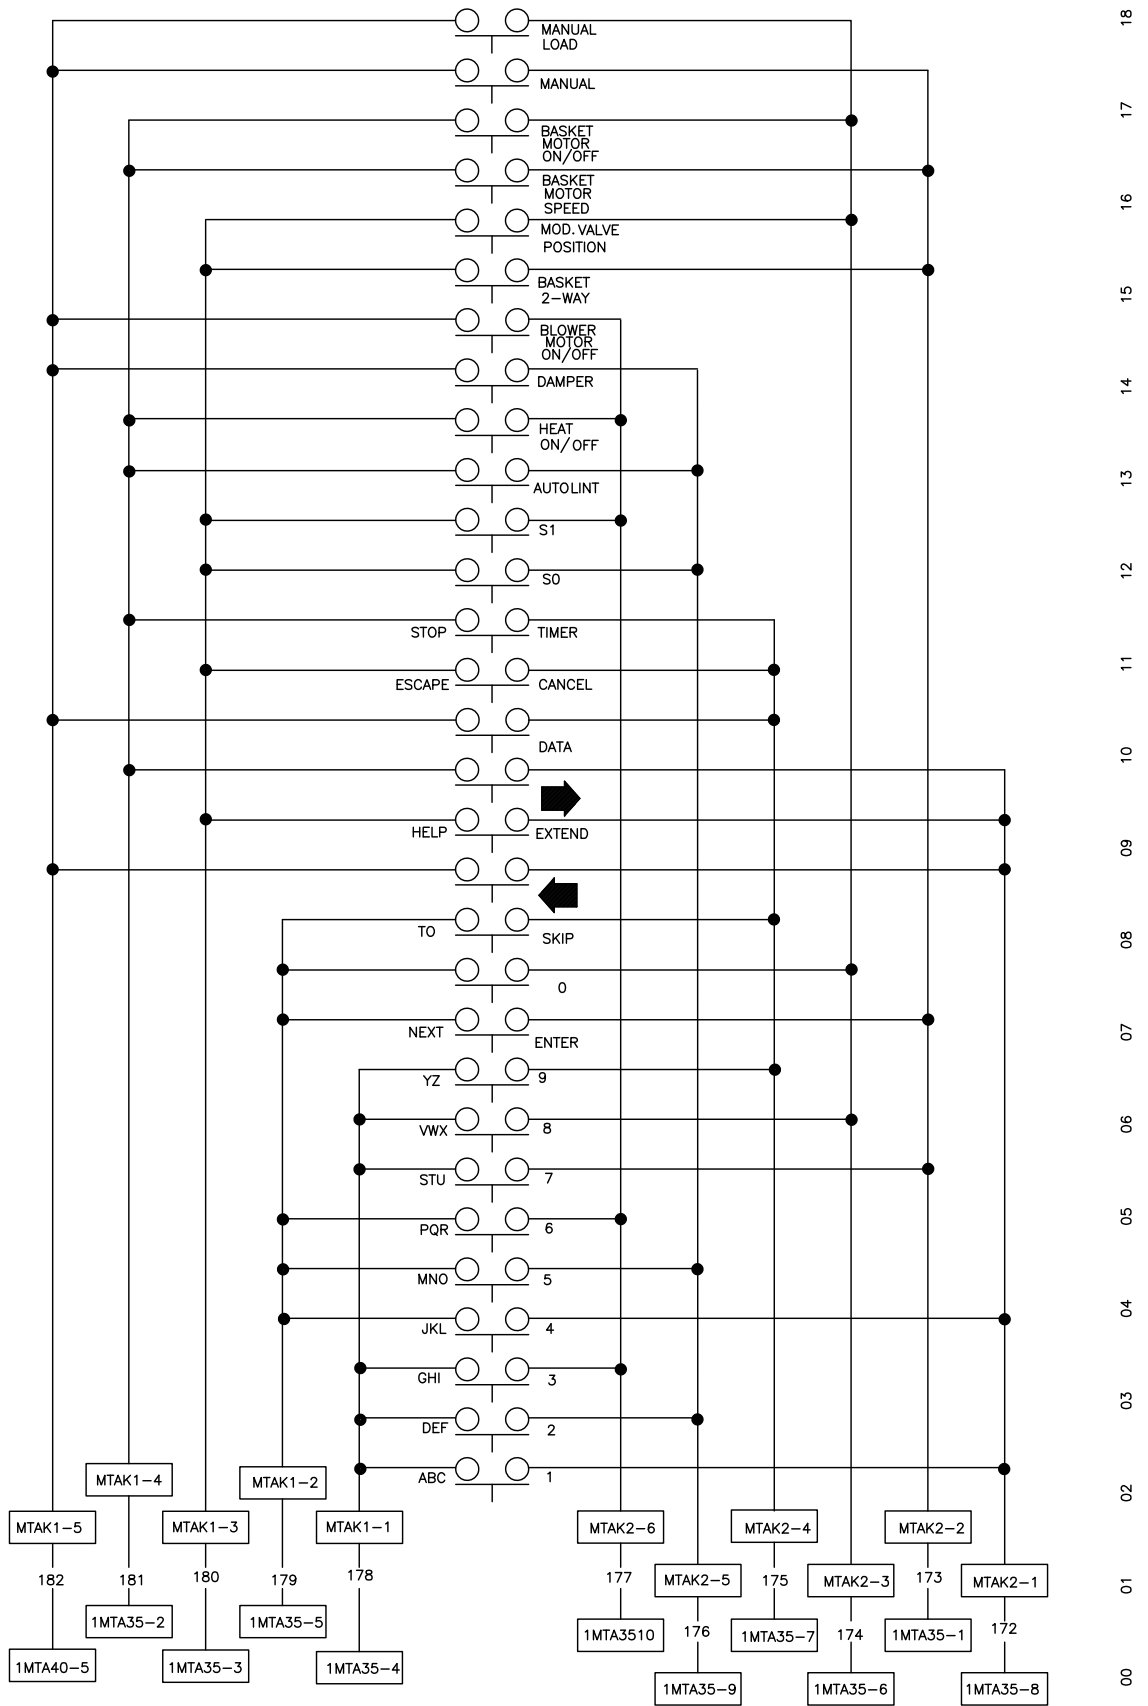 18
MANUAL
LOAD
MANUAL
17
BASKET
MOTOR
ON/OFF
BASKET
MOTOR
SPEED
16
MOD. VALVE
POSITION
BASKET
2-WAY
15
BLOWER
MOTOR
ON/OFF
DAMPER
14
HEAT
ON/OFF
AUTOLINT
13
S1
S0
12
STOP TIMER
11
ESCAPE CANCEL
DATA
10
HELP EXTEND
09
TO SKIP
08
0
NEXT ENTER
07
YZ 9
VWX 8
06
STU 7
PQR 6
05
MNO 5
JKL 4
04
GHI 3
03
DEF 2
ABC 1
02
MTAK1-4 MTAK1-2
MTAK1-5 MTAK1-3 MTAK1-1 MTAK2-6 MTAK2-4 MTAK2-2
182 181 180 179 178 177 175 173
MTAK2-5 MTAK2-3 MTAK2-1
01
1MTA35-2 1MTA35-5
176 174 172
1MTA3510 1MTA35-7 1MTA35-1
1MTA40-5 1MTA35-3 1MTA35-4
1MTA35-9 1MTA35-6 1MTA35-8
00